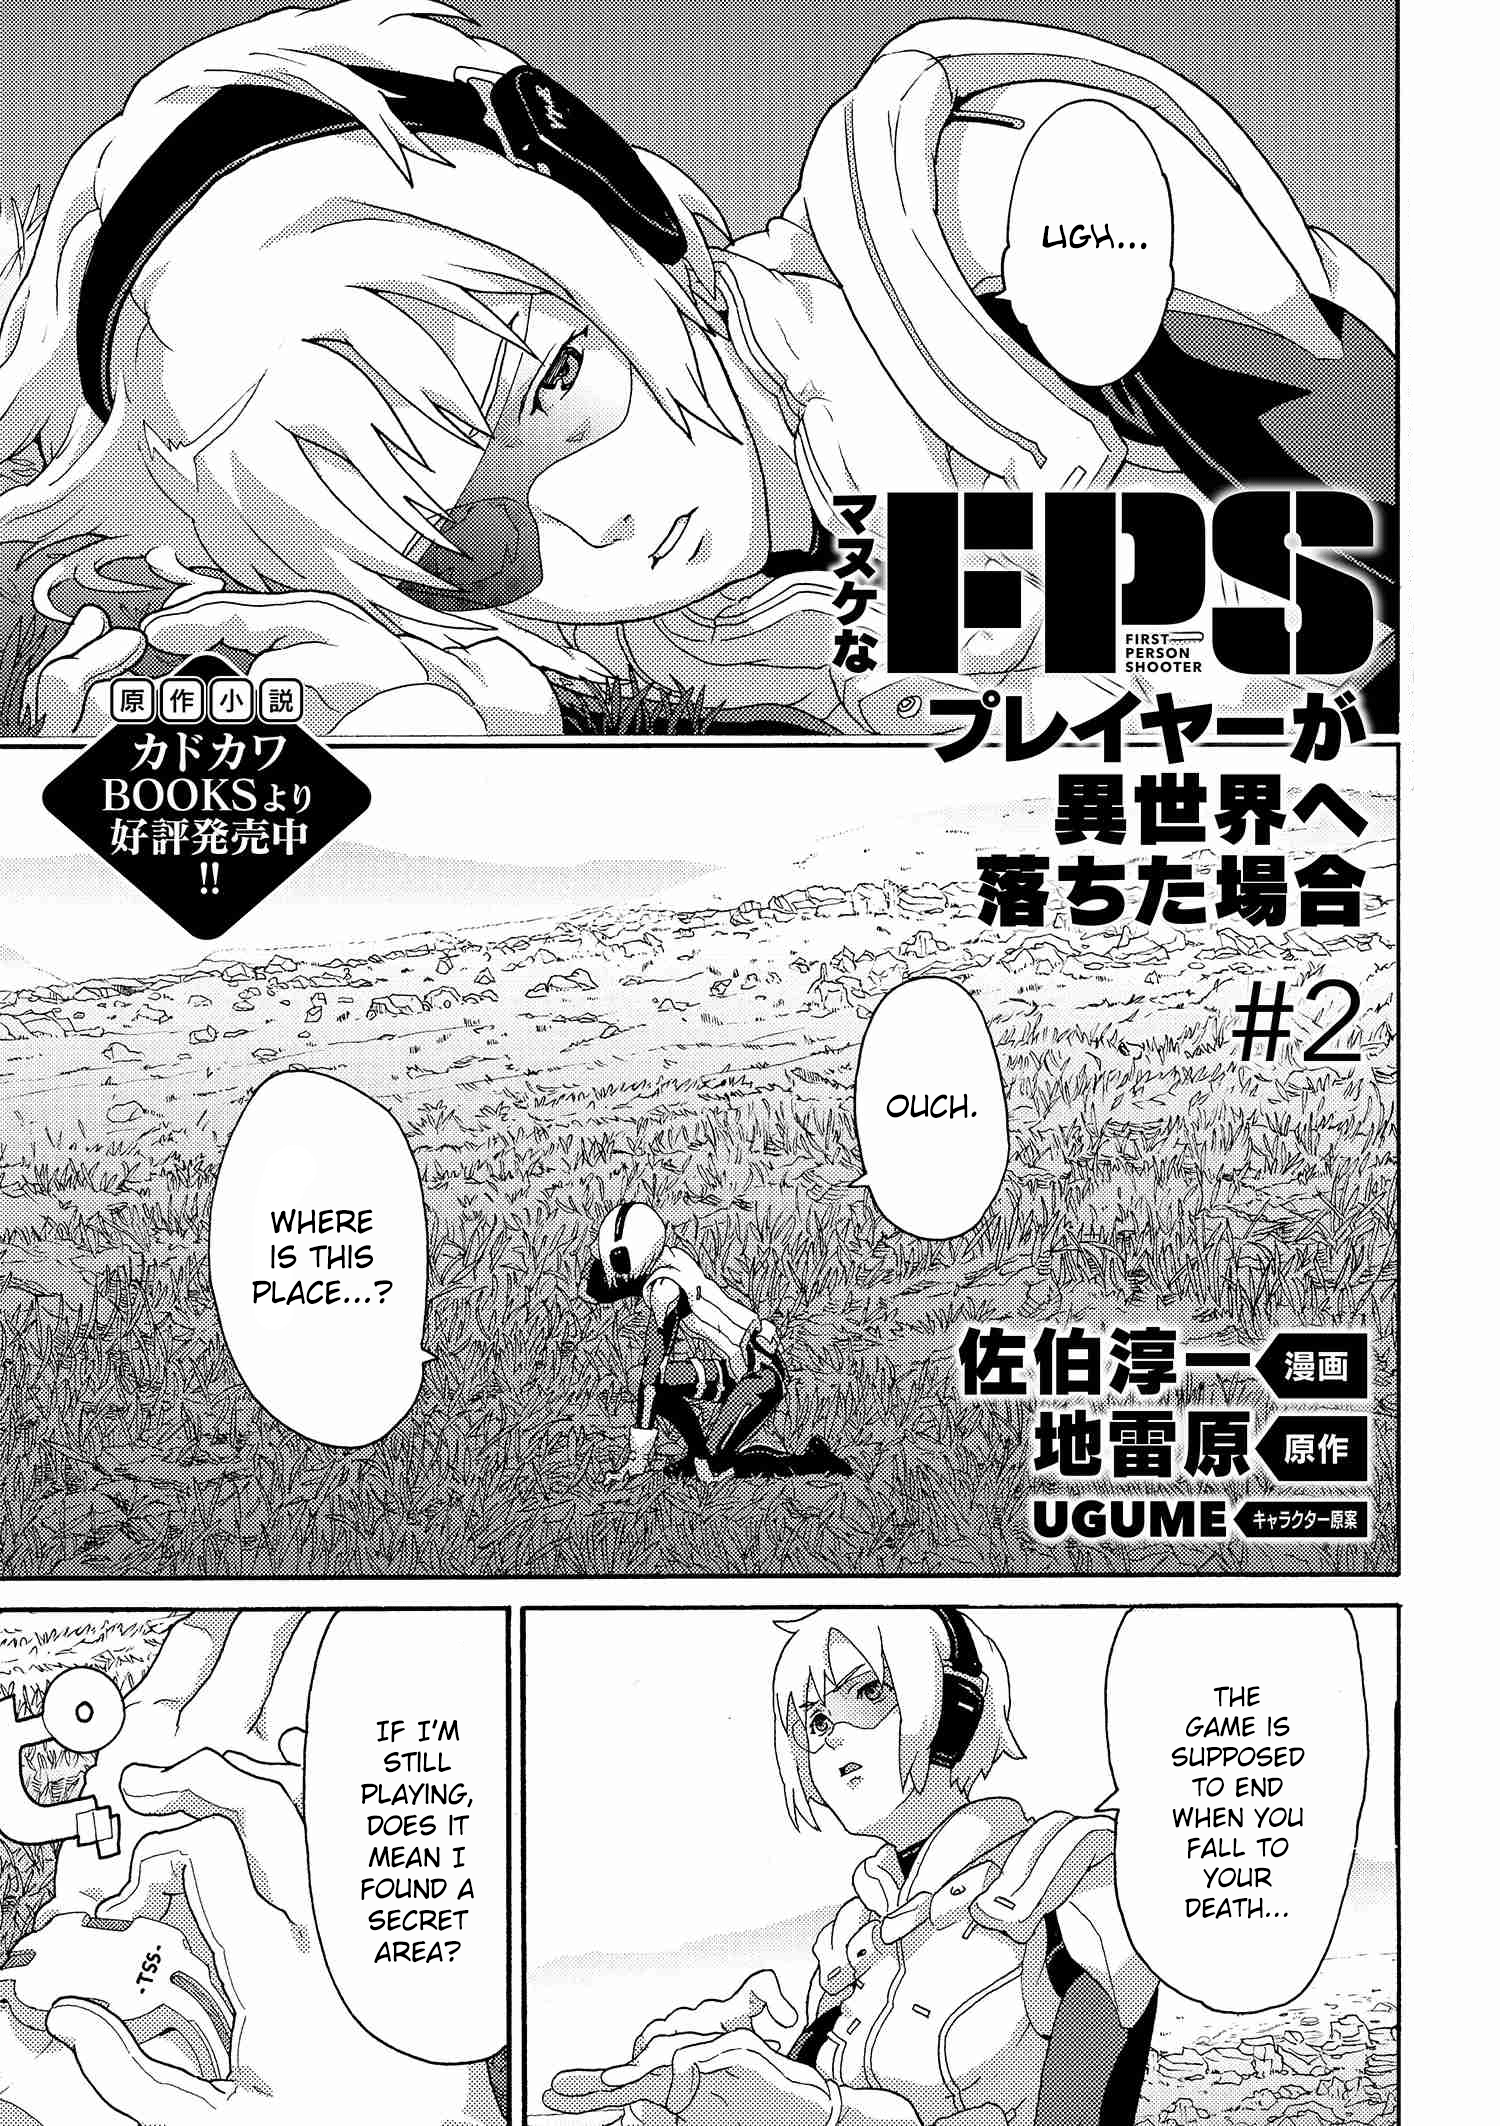 UGH...
マヌケな
FPS
FIRST
PERSON
SHOOTER
プレイヤーが
異世界へ
落ちた場合
#2
原作小説
カドカワ
BOOKSより
好評発売中
!!
OUCH.
WHERE
IS THIS
PLACE...?
佐伯淳一 漫画
地雷原 原作
UGUME キャラクター原案
THE
GAME IS
SUPPOSED
TO END
WHEN YOU
FALL TO
YOUR
DEATH...
IF I'M
STILL
PLAYING,
DOES IT
MEAN I
FOUND A
SECRET
AREA?
-TSS-